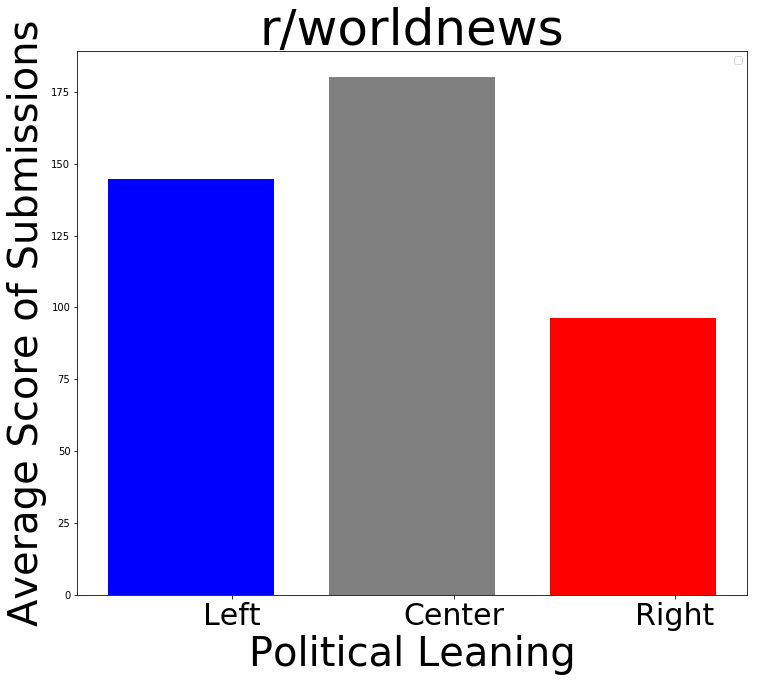 r/worldnews
Average Score of Submissions
175
150
125
100
75
50
25
0
Left Center Right
Political Leaning